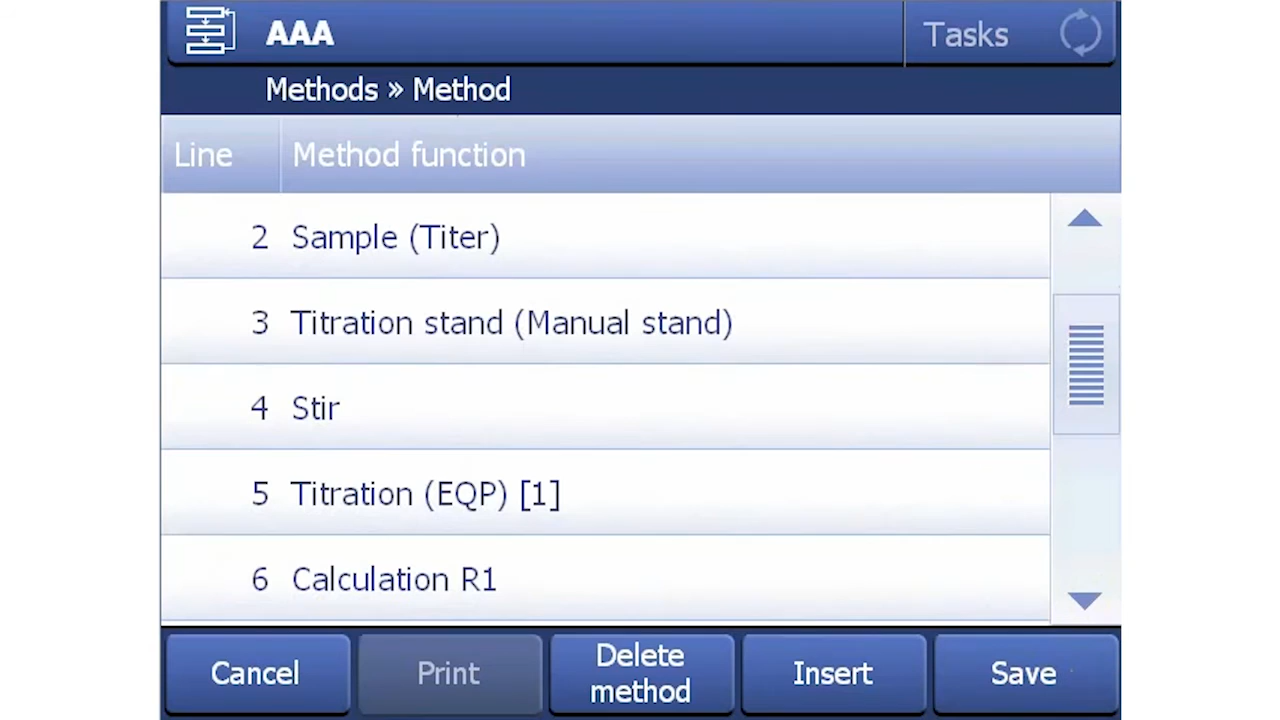 AAA
Tasks
Methods » Method
Line Method function
2 Sample (Titer)
3 Titration stand (Manual stand)
4 Stir
5 Titration (EQP) [1]
6 Calculation R1
Cancel
Print
Delete
method
Insert
Save